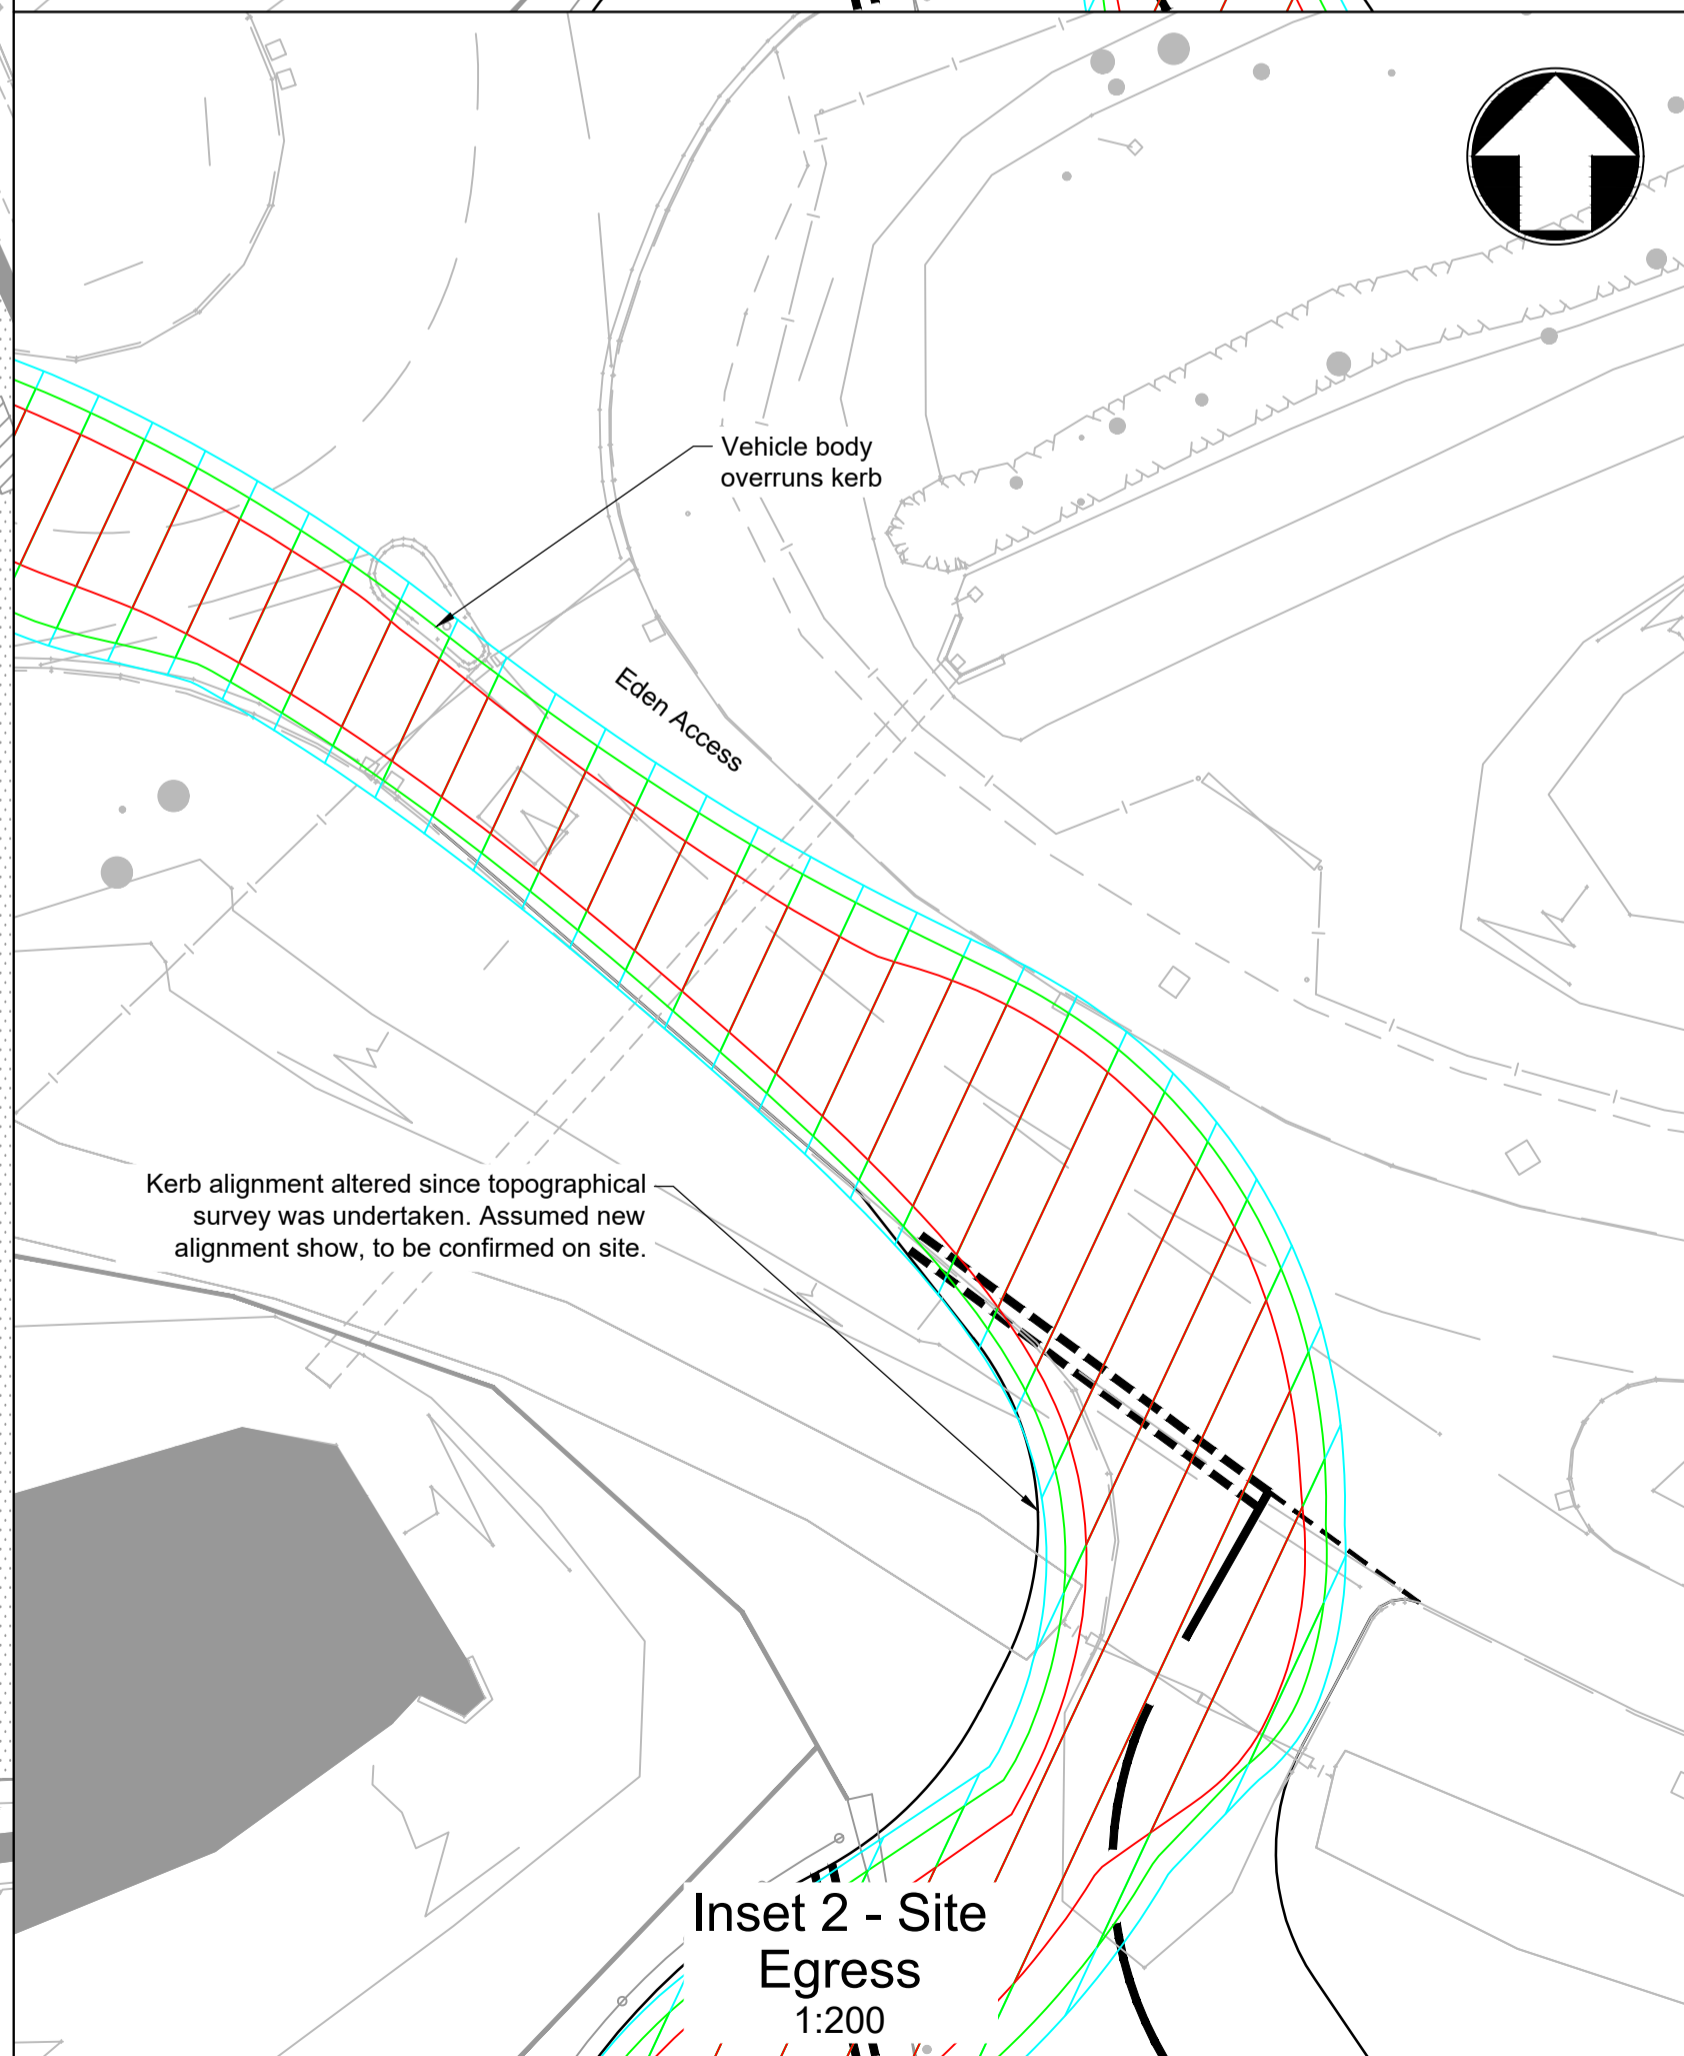 Vehicle body
overruns kerb
Eden Access
Kerb alignment altered since topographical
survey was undertaken. Assumed new
alignment show, to be confirmed on site.
Inset 2 - Site
Egress
1:200